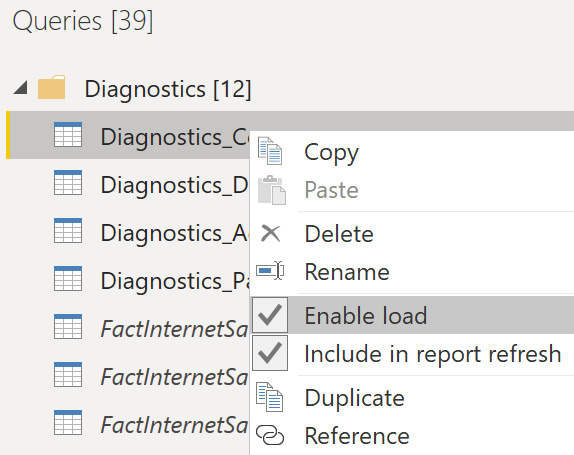 Queries [39]
Diagnostics [12]
Diagnostics_C
Diagnostics_D
Diagnostics_A
Diagnostics_Pa
FactInternetSa
FactInternetSa
FactInternetSa
Copy
Paste
Delete
Rename
Enable load
Include in report refresh
Duplicate
Reference